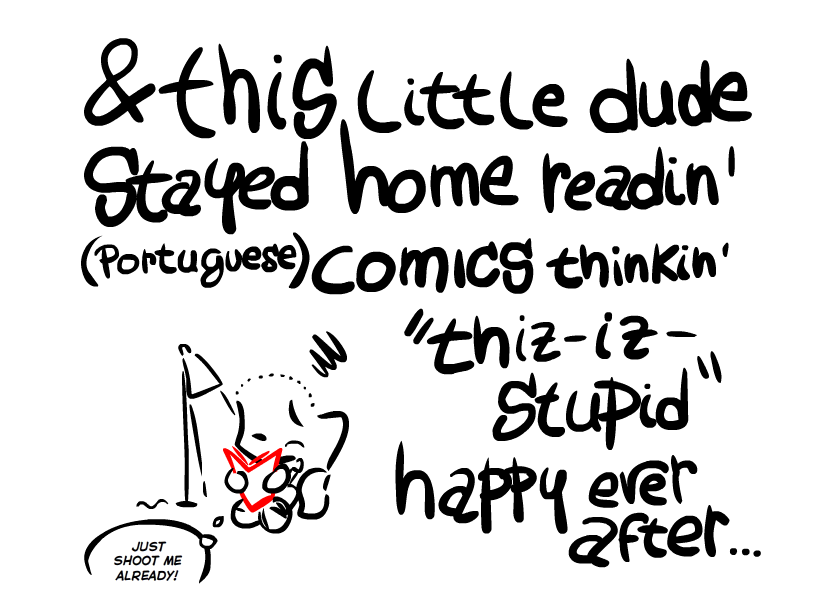 & this little dude
stayed home readin'
(Portuguese) comics thinkin'
"thiz-iz-
stupid"
happy ever
after...
JUST
SHOOT ME
ALREADY!